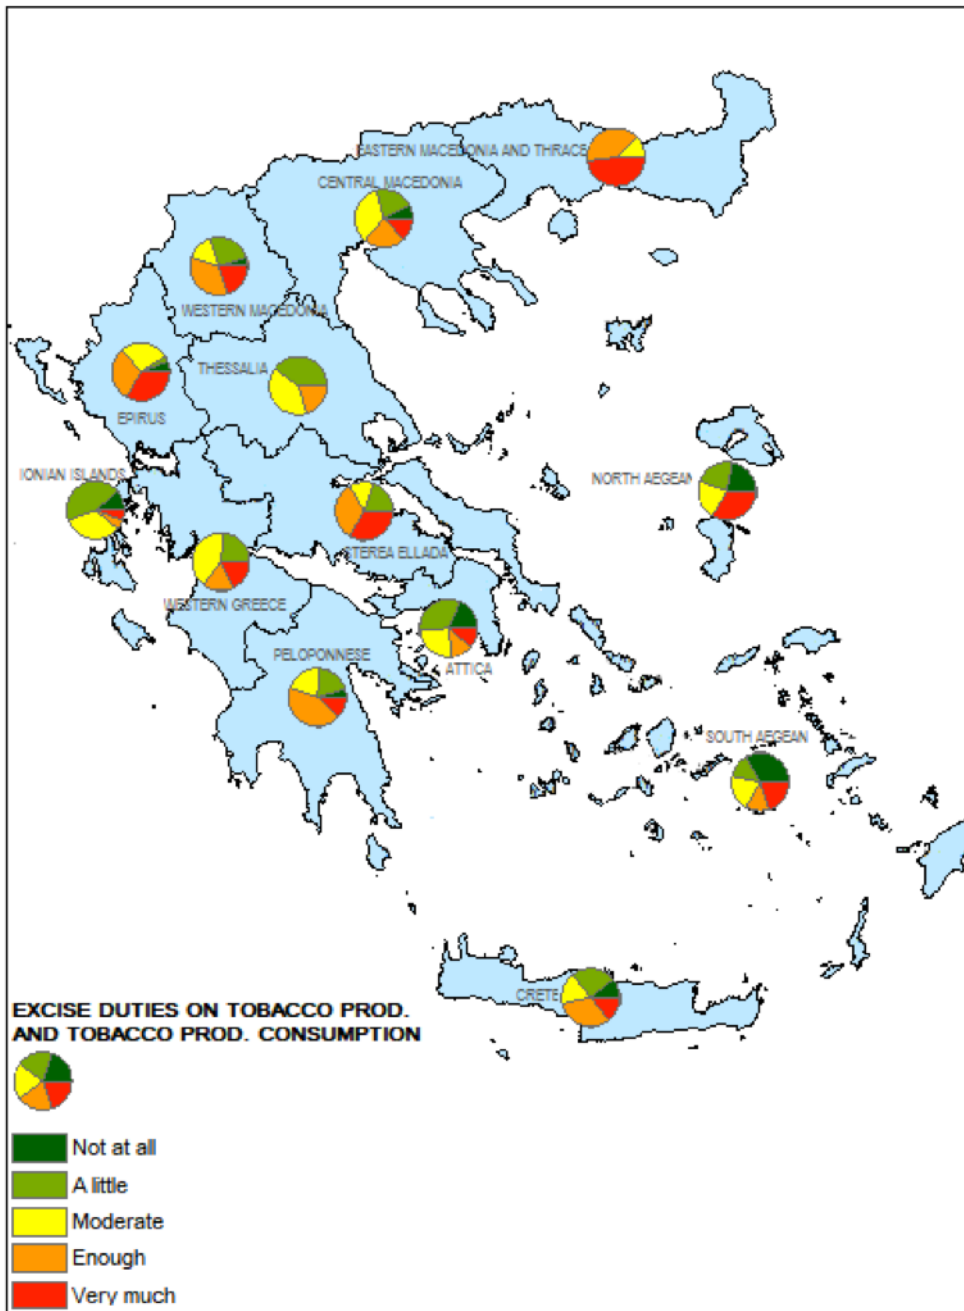 EASTERN MACEDONIA AND THRACE
CENTRAL MACEDONIA
WESTERN MACEDONIA
THESSALIA
EPIRUS
IONIAN ISLANDS
NORTH AEGEAN
STEREA ELLADA
WESTERN GREECE
PELOPONNESE
ATTICA
SOUTH AEGEAN
CRETE
EXCISE DUTIES ON TOBACCO PROD.
AND TOBACCO PROD. CONSUMPTION
Not at all
A little
Moderate
Enough
Very much